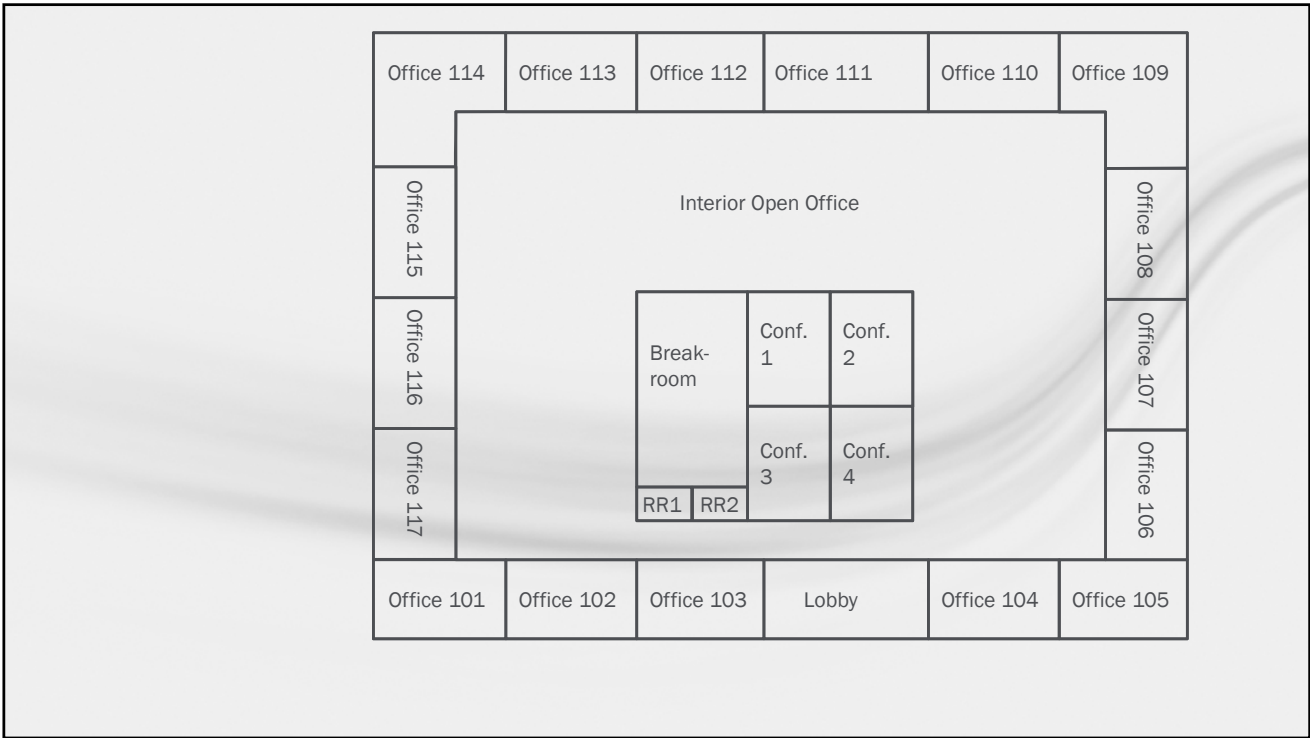 Office 114
Office 113
Office 112
Office 111
Office 110
Office 109
Interior Open Office
Office 115
Office 108
Office 116
Office 107
Break-
room
Conf.
1
Conf.
2
Office 117
Conf.
3
Conf.
4
Office 106
RR1
RR2
Office 101
Office 102
Office 103
Lobby
Office 104
Office 105